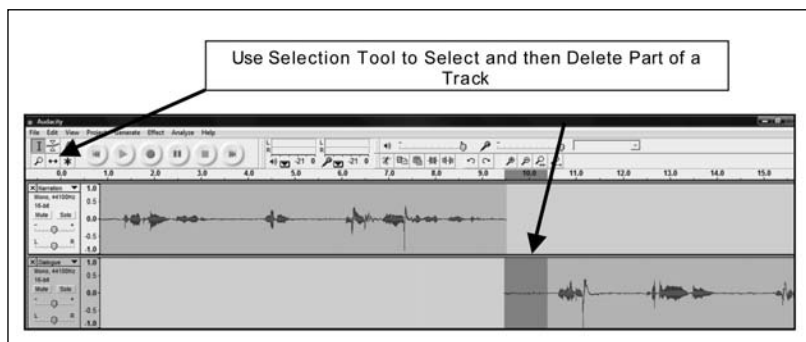 Use Selection Tool to Select and then Delete Part of a
Track
Audacity
File Edit View Project Generate Effect Analyze Help
L
R
L
R
-21 0
-21 0
0,0 1.0 2.0 3.0 4.0 5.0 6.0 7.0 8.0 9.0 10.0 11.0 12.0 13.0 14.0 15.0
X Narration 1.0
Mono, 44100Hz
16-bit 0.5
Mute Solo
- + 0.0
L R -0.5
-1.0
X Dialogue 1.0
Mono, 44100Hz
16-bit 0.5
Mute Solo
- + 0.0
L R -0.5
-1.0